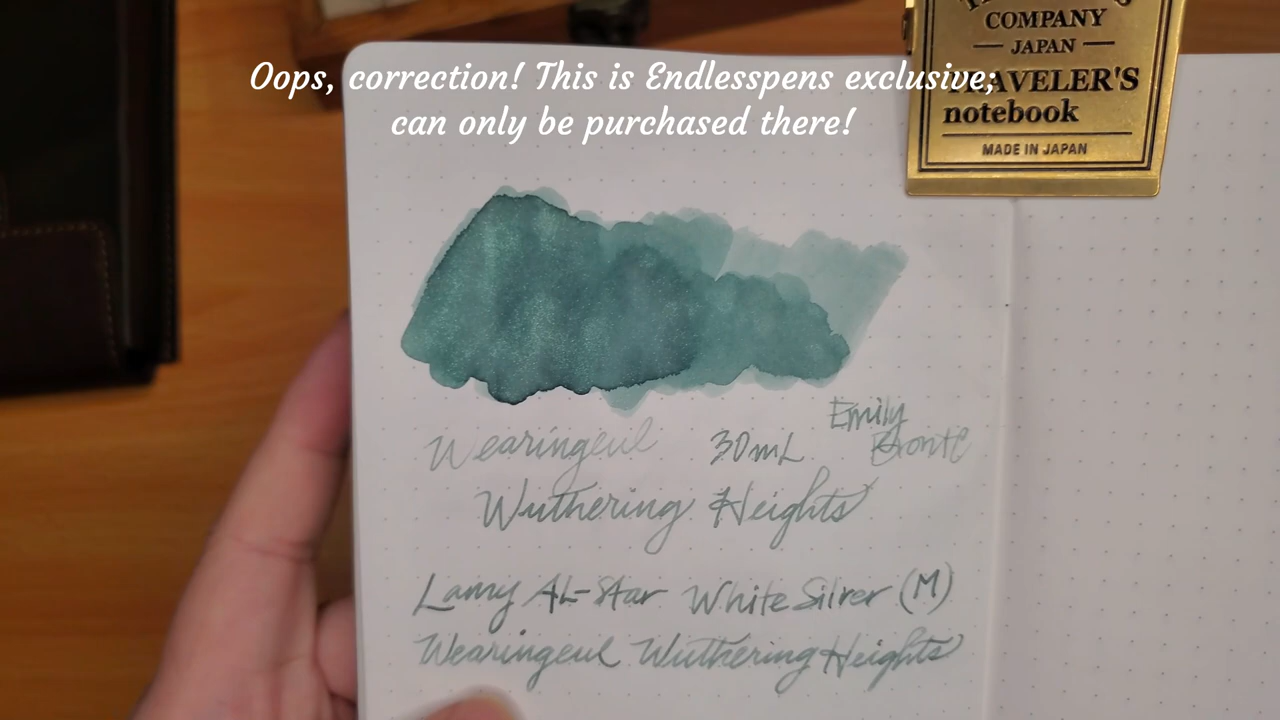 Oops, correction! This is Endlesspens exclusive;
can only be purchased there!
COMPANY
JAPAN
TRAVELER'S
notebook
MADE IN JAPAN
Wearingeul 30mL Emily
Bronte
Wuthering Heights
Lamy AL-Star White Silver (M)
Wearingeul Wuthering Heights